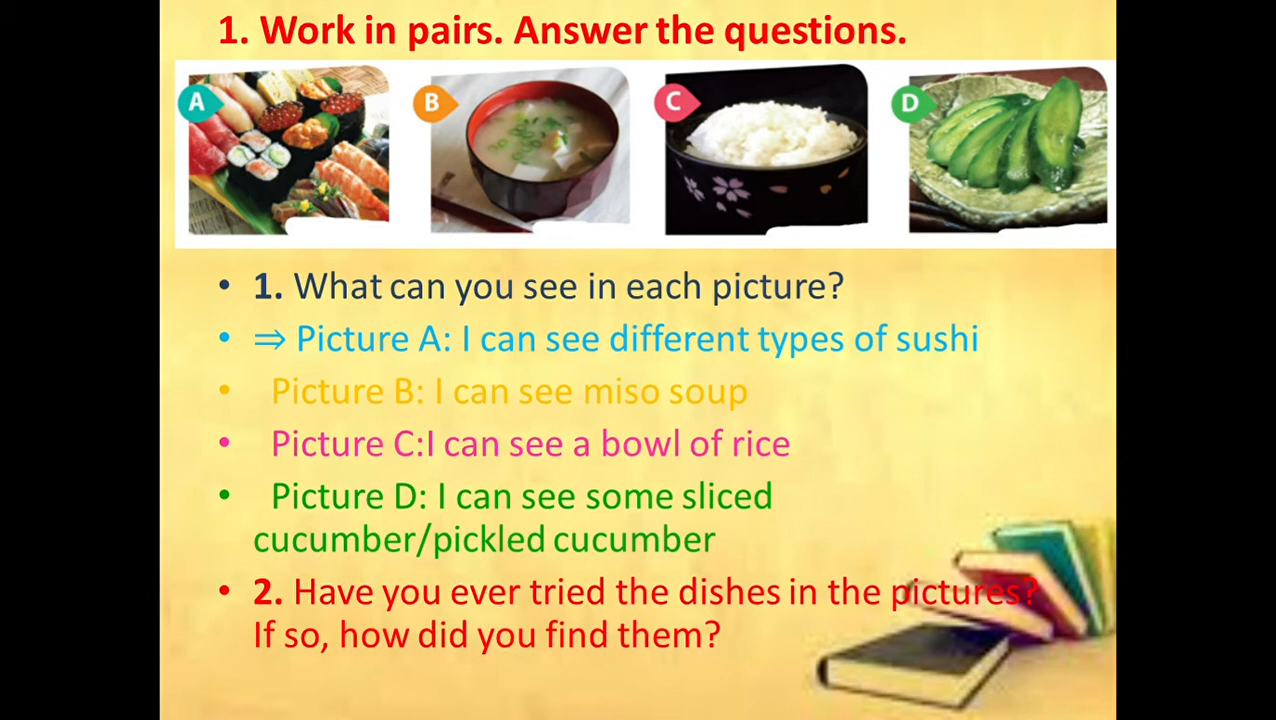 1. Work in pairs. Answer the questions.
A
B
C
D
• 1. What can you see in each picture?
• ⇒ Picture A: I can see different types of sushi
• Picture B: I can see miso soup
• Picture C:I can see a bowl of rice
• Picture D: I can see some sliced
cucumber/pickled cucumber
• 2. Have you ever tried the dishes in the pictures?
If so, how did you find them?